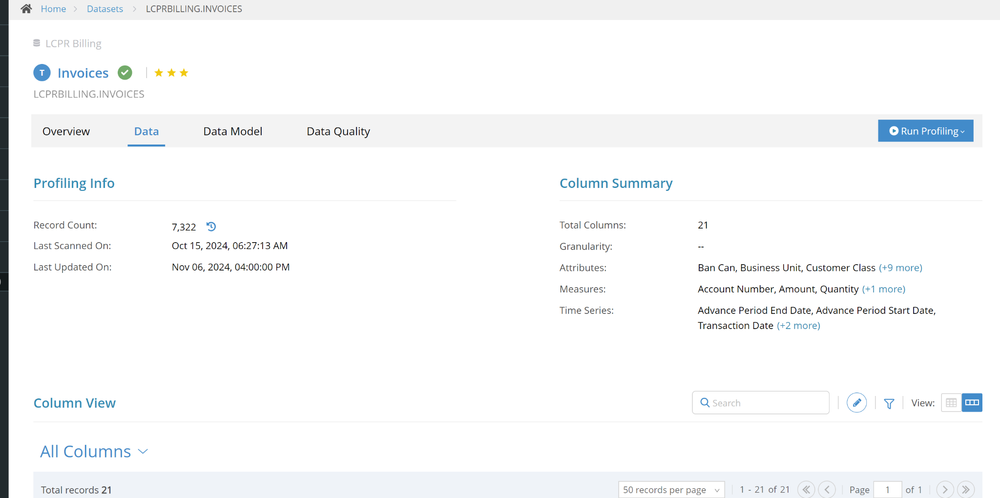 Home > Datasets > LCPRBILLING.INVOICES
LCPR Billing
T Invoices
LCPRBILLING.INVOICES
Overview Data Data Model Data Quality Run Profiling
Profiling Info
Record Count: 7,322
Last Scanned On: Oct 15, 2024, 06:27:13 AM
Last Updated On: Nov 06, 2024, 04:00:00 PM
Column Summary
Total Columns: 21
Granularity: --
Attributes: Ban Can, Business Unit, Customer Class (+9 more)
Measures: Account Number, Amount, Quantity (+1 more)
Time Series: Advance Period End Date, Advance Period Start Date,
Transaction Date (+2 more)
Column View Search View:
All Columns
Total records 21 50 records per page 1 - 21 of 21 Page 1 of 1